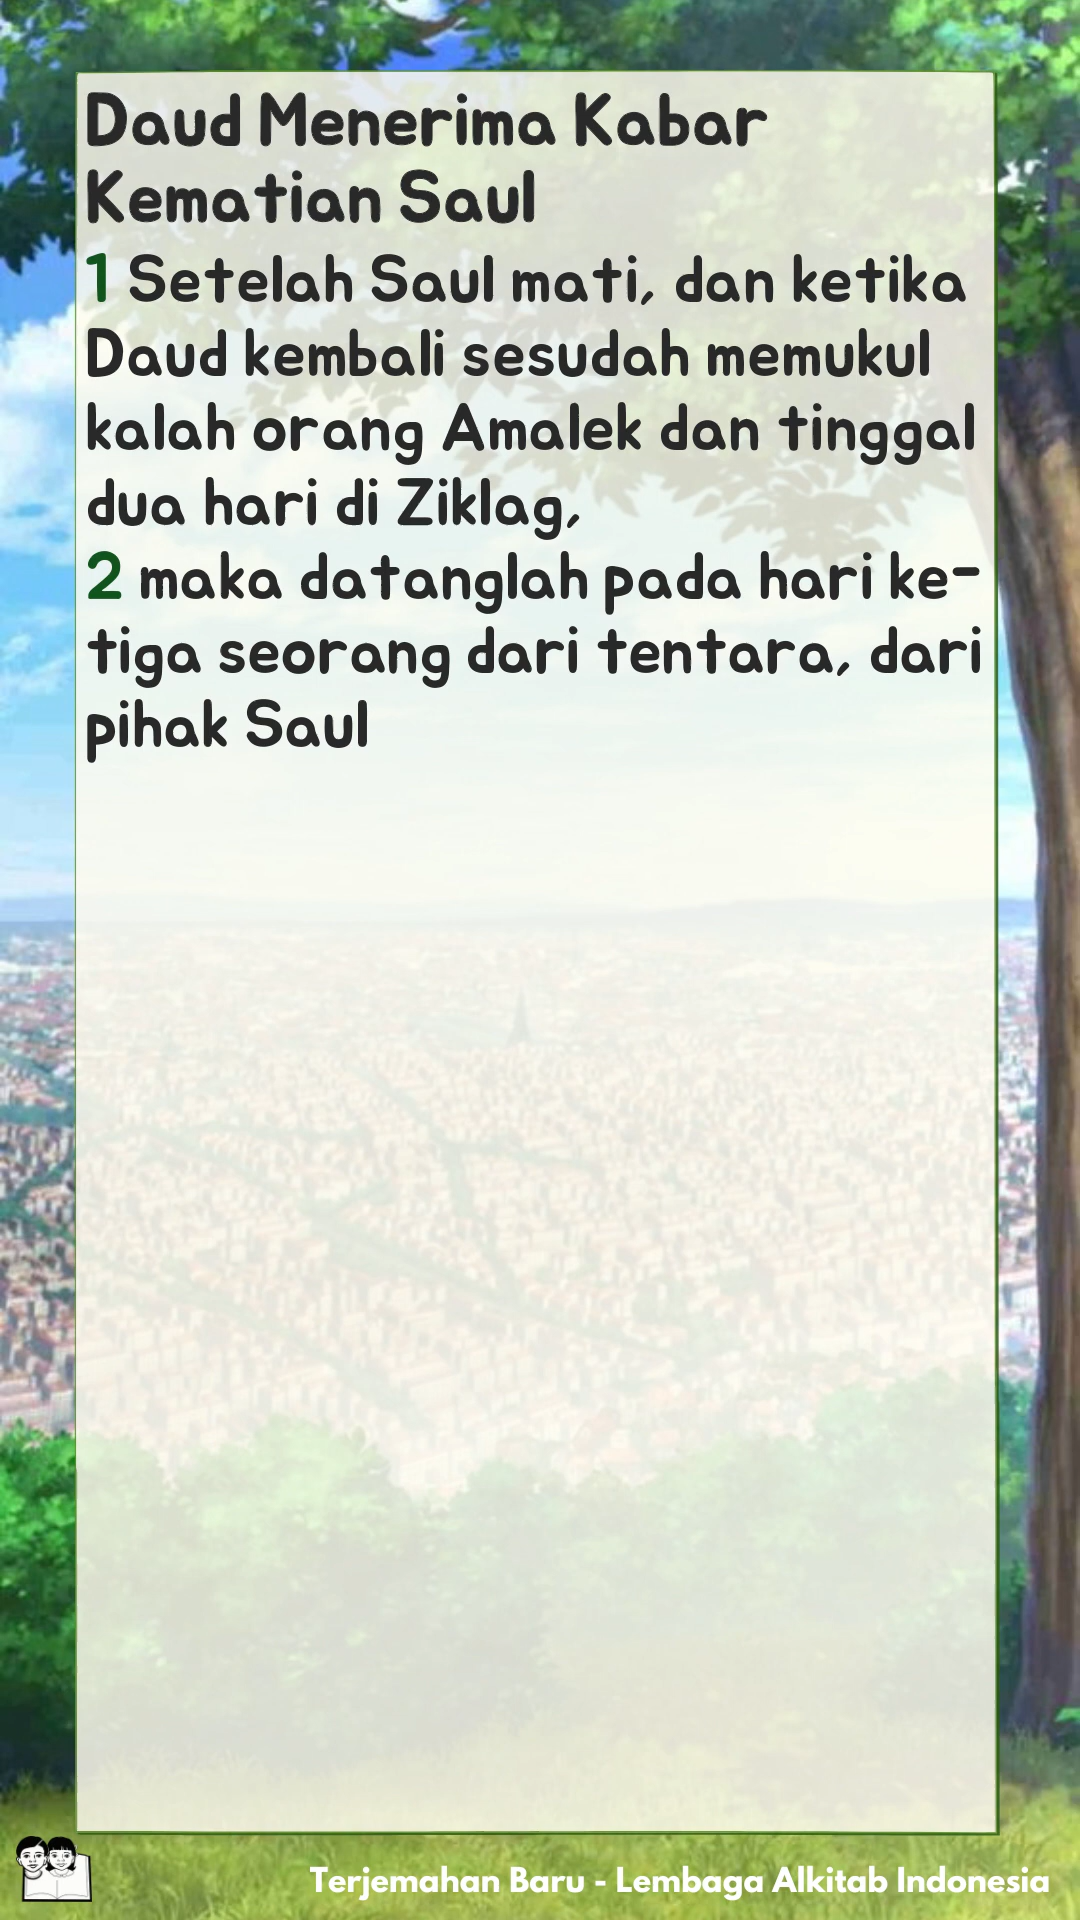 Daud Menerima Kabar
Kematian Saul
1 Setelah Saul mati, dan ketika
Daud kembali sesudah memukul
kalah orang Amalek dan tinggal
dua hari di Ziklag,
2 maka datanglah pada hari ke-
tiga seorang dari tentara, dari
pihak Saul
Terjemahan Baru - Lembaga Alkitab Indonesia